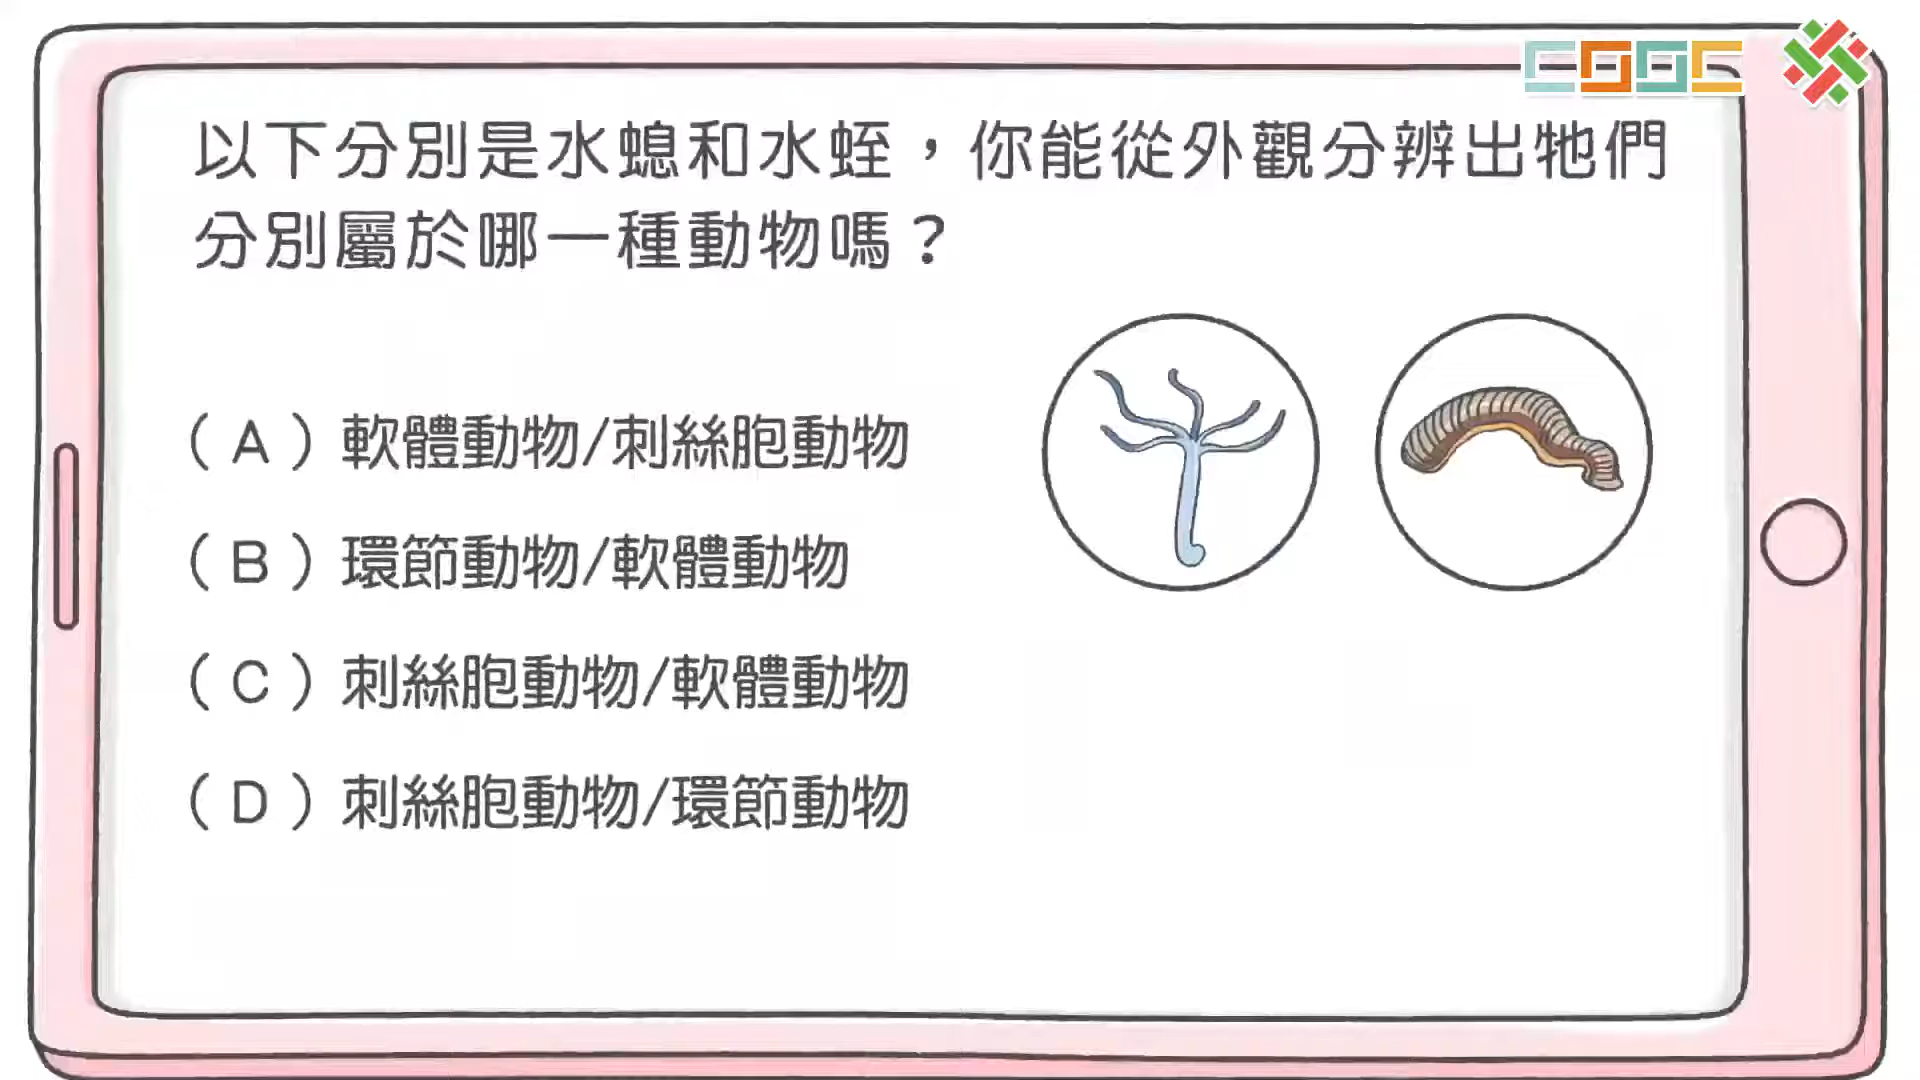 COOC
以下分別是水螅和水蛭，你能從外觀分辨出牠們
分別屬於哪一種動物嗎？
（A）軟體動物/刺絲胞動物
（B）環節動物/軟體動物
（C）刺絲胞動物/軟體動物
（D）刺絲胞動物/環節動物